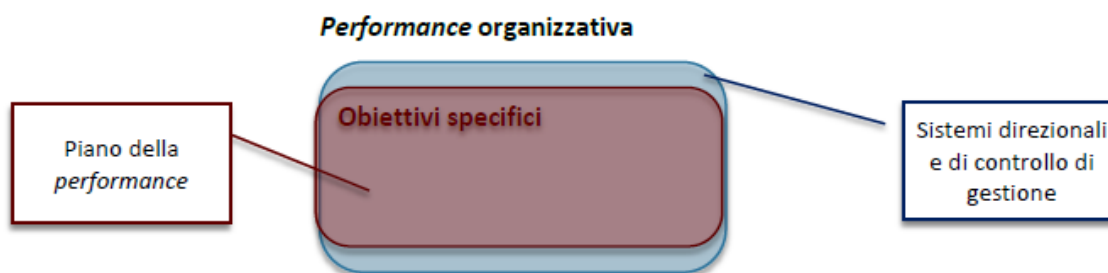 Performance organizzativa
Obiettivi specifici
Piano della
performance
Sistemi direzionali
e di controllo di
gestione